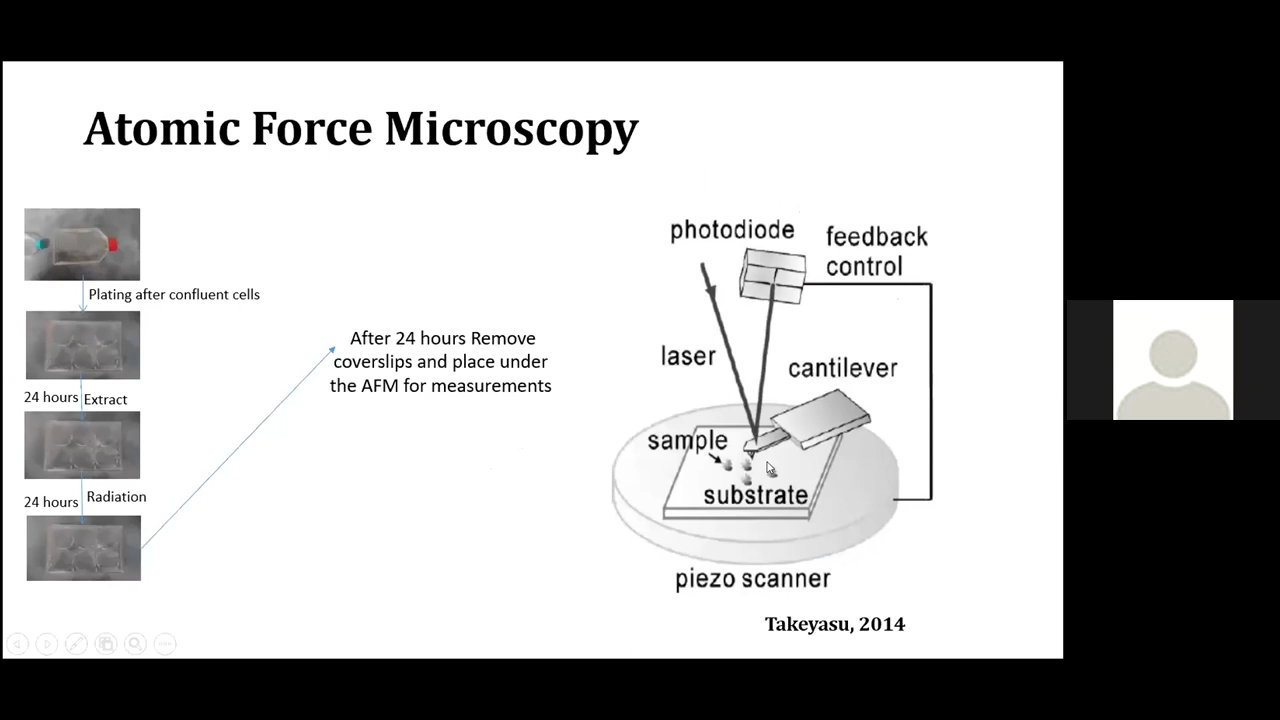 Atomic Force Microscopy
Plating after confluent cells
24 hours Extract
24 hours Radiation
After 24 hours Remove
coverslips and place under
the AFM for measurements
photodiode
feedback
control
laser
cantilever
sample
substrate
piezo scanner
Takeyasu, 2014